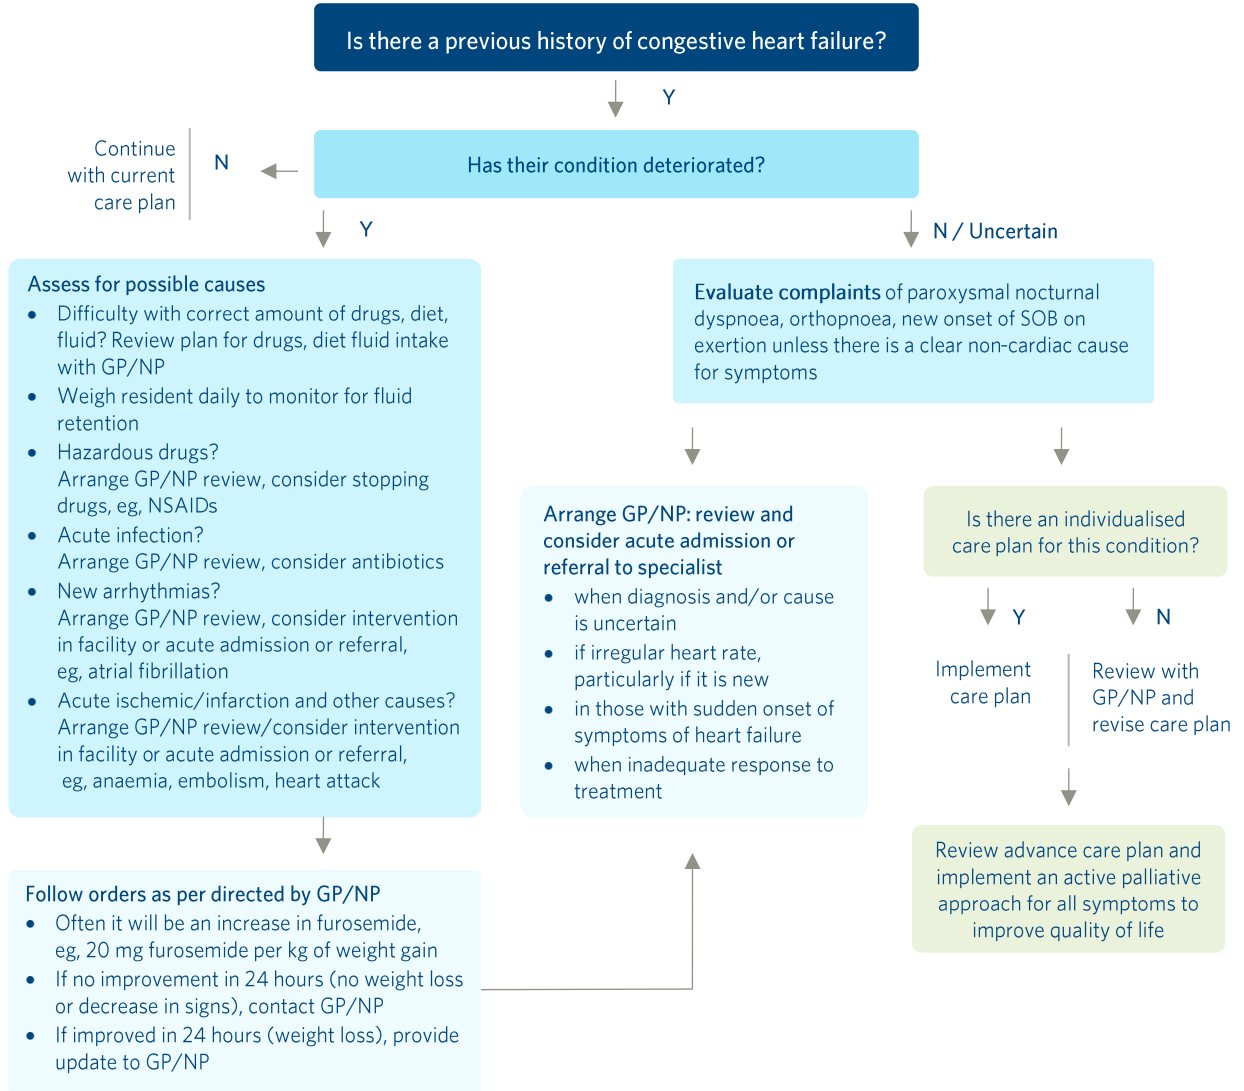 Is there a previous history of congestive heart failure?
Y
Has their condition deteriorated?
N
Continue
with current
care plan
Y
N / Uncertain
Assess for possible causes
• Difficulty with correct amount of drugs, diet,
fluid? Review plan for drugs, diet fluid intake
with GP/NP
• Weigh resident daily to monitor for fluid
retention
• Hazardous drugs?
Arrange GP/NP review, consider stopping
drugs, eg, NSAIDs
• Acute infection?
Arrange GP/NP review, consider antibiotics
• New arrhythmias?
Arrange GP/NP review, consider intervention
in facility or acute admission or referral,
eg, atrial fibrillation
• Acute ischemic/infarction and other causes?
Arrange GP/NP review/consider intervention
in facility or acute admission or referral,
eg, anaemia, embolism, heart attack
Follow orders as per directed by GP/NP
• Often it will be an increase in furosemide,
eg, 20 mg furosemide per kg of weight gain
• If no improvement in 24 hours (no weight loss
or decrease in signs), contact GP/NP
• If improved in 24 hours (weight loss), provide
update to GP/NP
Evaluate complaints of paroxysmal nocturnal
dyspnoea, orthopnoea, new onset of SOB on
exertion unless there is a clear non-cardiac cause
for symptoms
Arrange GP/NP: review and
consider acute admission or
referral to specialist
• when diagnosis and/or cause
is uncertain
• if irregular heart rate,
particularly if it is new
• in those with sudden onset of
symptoms of heart failure
• when inadequate response to
treatment
Is there an individualised
care plan for this condition?
Y
Implement
care plan
N
Review with
GP/NP and
revise care plan
Review advance care plan and
implement an active palliative
approach for all symptoms to
improve quality of life